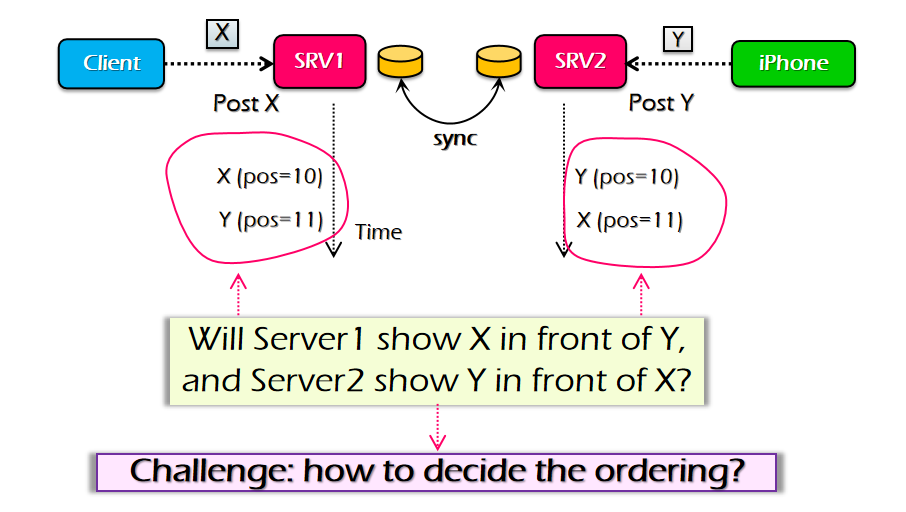 X
Y
Client
SRV1
SRV2
iPhone
Post X
Post Y
sync
X (pos=10)
Y (pos=11)
Time
Y (pos=10)
X (pos=11)
Will Server1 show X in front of Y,
and Server2 show Y in front of X?
Challenge: how to decide the ordering?